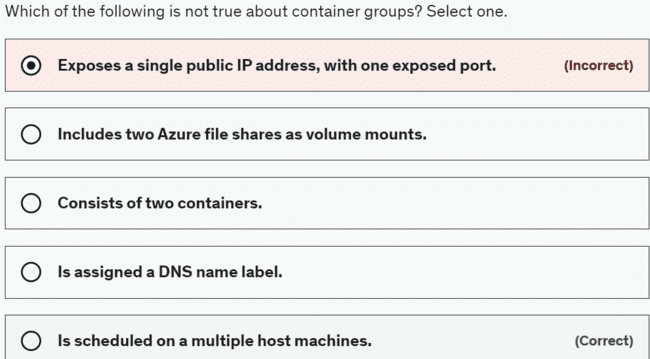 Which of the following is not true about container groups? Select one.
Exposes a single public IP address, with one exposed port. (Incorrect)
Includes two Azure file shares as volume mounts.
Consists of two containers.
Is assigned a DNS name label.
Is scheduled on a multiple host machines. (Correct)